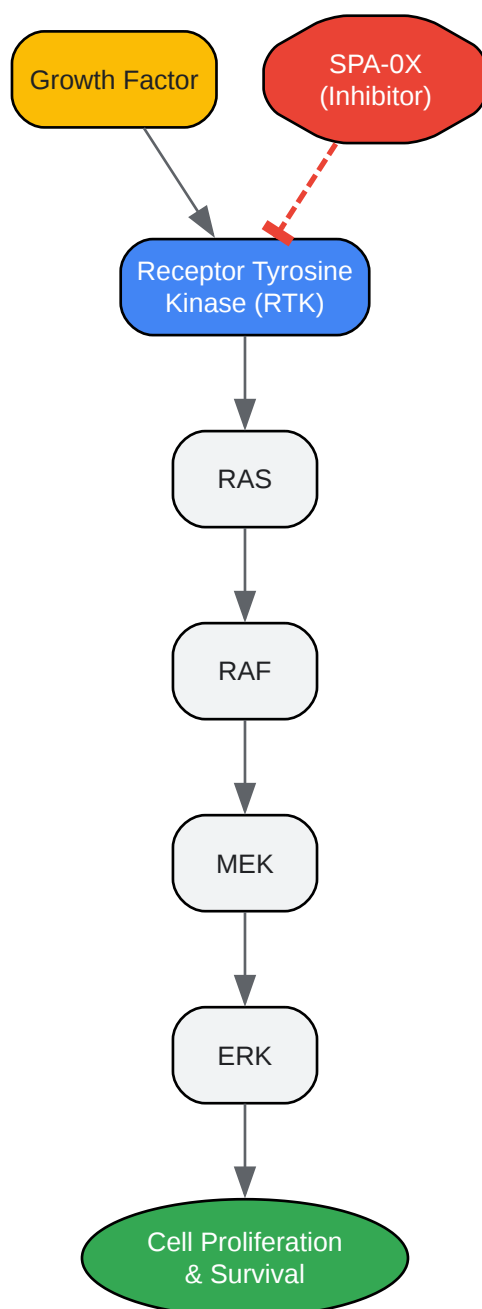 Growth Factor
SPA-0X
(Inhibitor)
Receptor Tyrosine
Kinase (RTK)
RAS
RAF
MEK
ERK
Cell Proliferation
& Survival